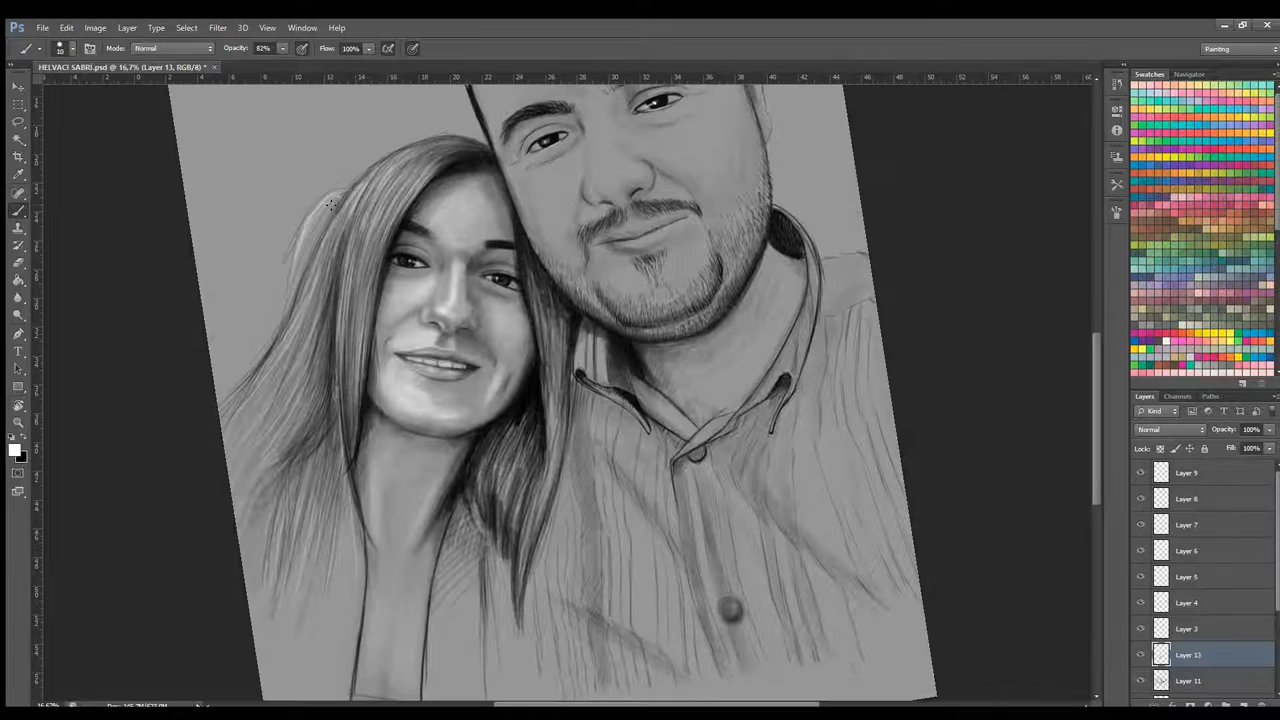 Ps File Edit Image Layer Type Select Filter 3D View Window Help
10 Mode: Normal Opacity: 82% Flow: 100% Painting
HELVACI SABRİ.psd @ 16,7% (Layer 13, RGB/8) * ×
Swatches Navigator
Layers Channels Paths
Kind
Normal Opacity: 100%
Lock: Fill: 100%
Layer 9
Layer 8
Layer 7
Layer 6
Layer 5
Layer 4
Layer 3
Layer 13
Layer 11